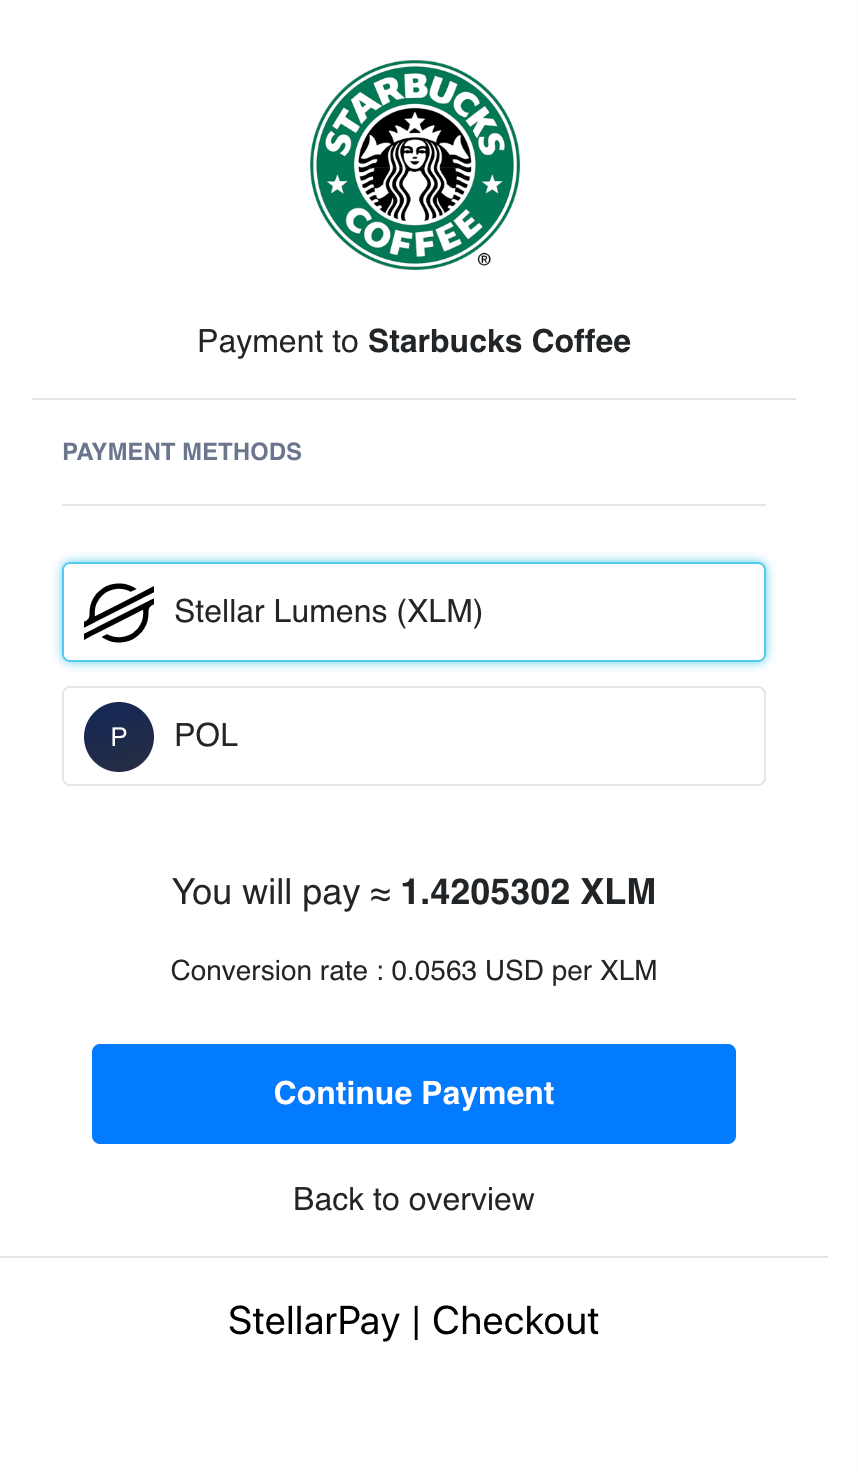 STARBUCKS
COFFEE
®
Payment to Starbucks Coffee
PAYMENT METHODS
Stellar Lumens (XLM)
P
POL
You will pay ≈ 1.4205302 XLM
Conversion rate : 0.0563 USD per XLM
Continue Payment
Back to overview
StellarPay | Checkout